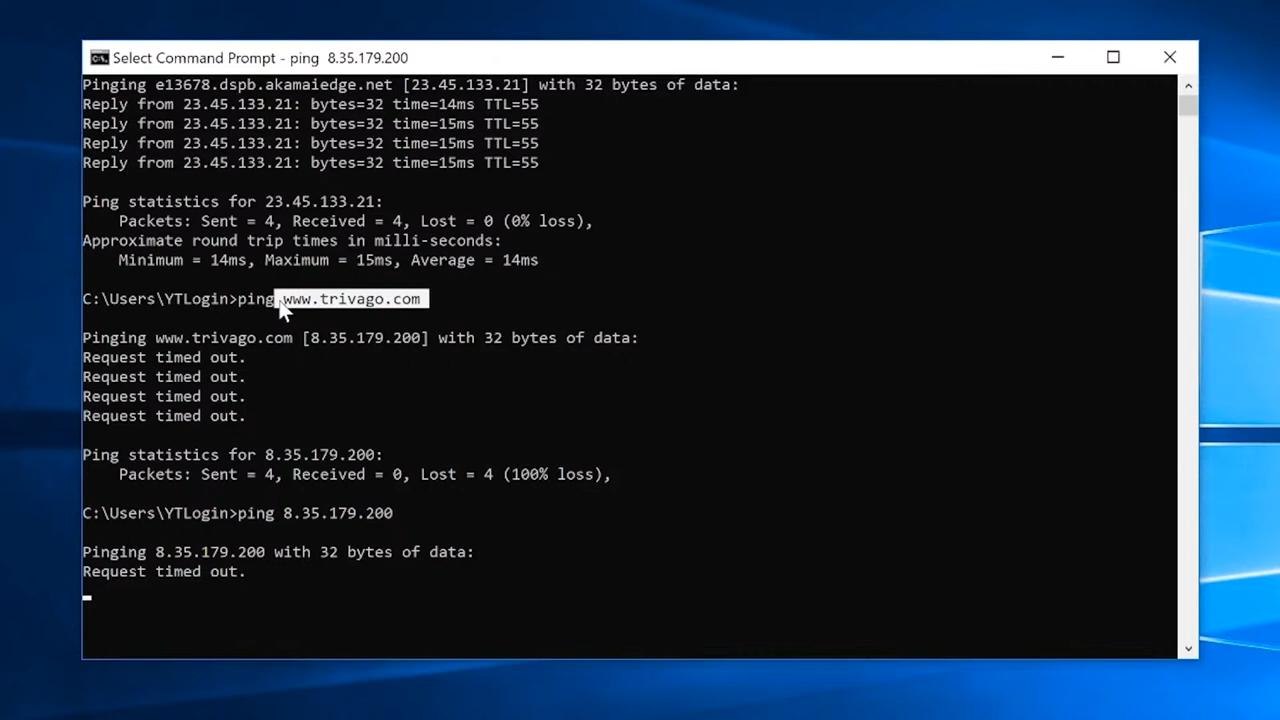 Select Command Prompt - ping 8.35.179.200
Pinging e13678.dspb.akamaiedge.net [23.45.133.21] with 32 bytes of data:
Reply from 23.45.133.21: bytes=32 time=14ms TTL=55
Reply from 23.45.133.21: bytes=32 time=15ms TTL=55
Reply from 23.45.133.21: bytes=32 time=15ms TTL=55
Reply from 23.45.133.21: bytes=32 time=15ms TTL=55
Ping statistics for 23.45.133.21:
Packets: Sent = 4, Received = 4, Lost = 0 (0% loss),
Approximate round trip times in milli-seconds:
Minimum = 14ms, Maximum = 15ms, Average = 14ms
C:\Users\YTLogin>ping www.trivago.com
Pinging www.trivago.com [8.35.179.200] with 32 bytes of data:
Request timed out.
Request timed out.
Request timed out.
Request timed out.
Ping statistics for 8.35.179.200:
Packets: Sent = 4, Received = 0, Lost = 4 (100% loss),
C:\Users\YTLogin>ping 8.35.179.200
Pinging 8.35.179.200 with 32 bytes of data:
Request timed out.